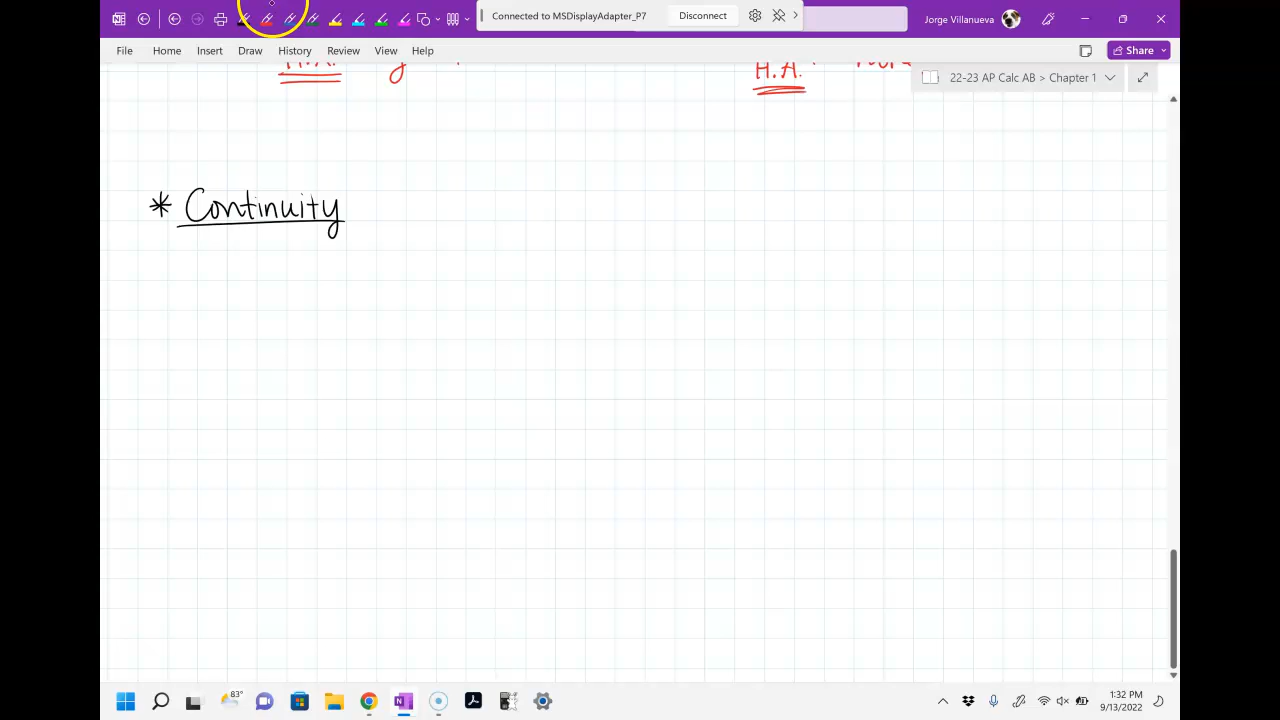 Connected to MSDisplayAdapter_P7
Disconnect
Jorge Villanueva
File Home Insert Draw History Review View Help
Share
H.A.
y
H.A.
22-23 AP Calc AB > Chapter 1
* Continuity
83°
1:32 PM
9/13/2022